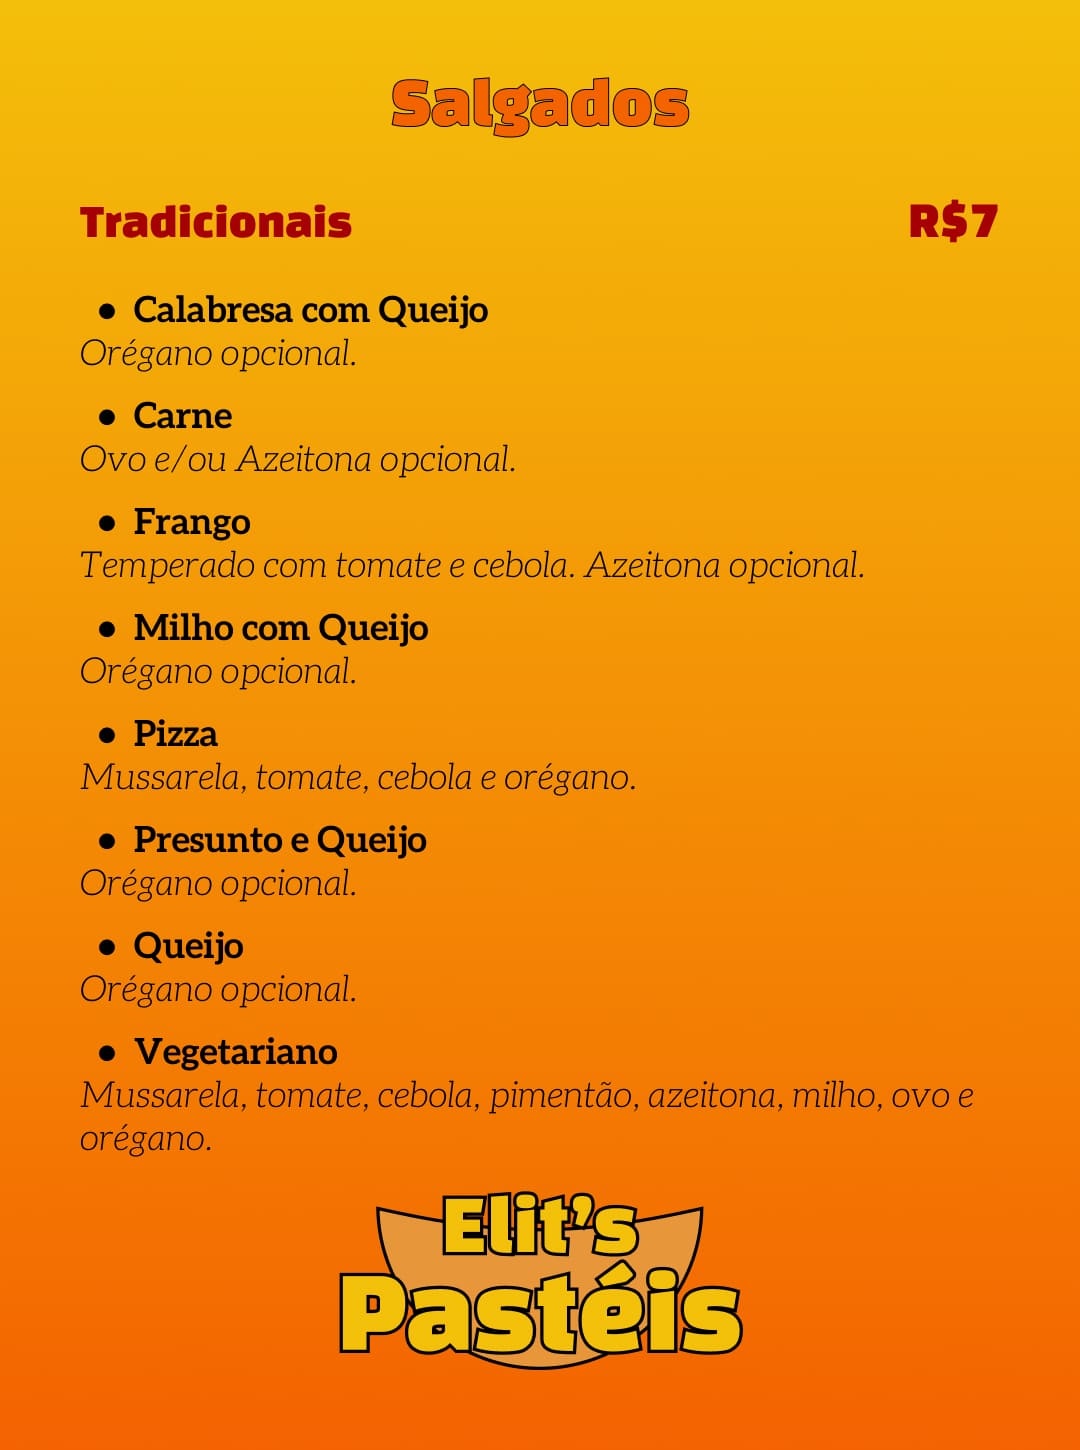 Salgados
Tradicionais R$7
● Calabresa com Queijo
Orégano opcional.
● Carne
Ovo e/ou Azeitona opcional.
● Frango
Temperado com tomate e cebola. Azeitona opcional.
● Milho com Queijo
Orégano opcional.
● Pizza
Mussarela, tomate, cebola e orégano.
● Presunto e Queijo
Orégano opcional.
● Queijo
Orégano opcional.
● Vegetariano
Mussarela, tomate, cebola, pimentão, azeitona, milho, ovo e
orégano.
Elit's
Pastéis